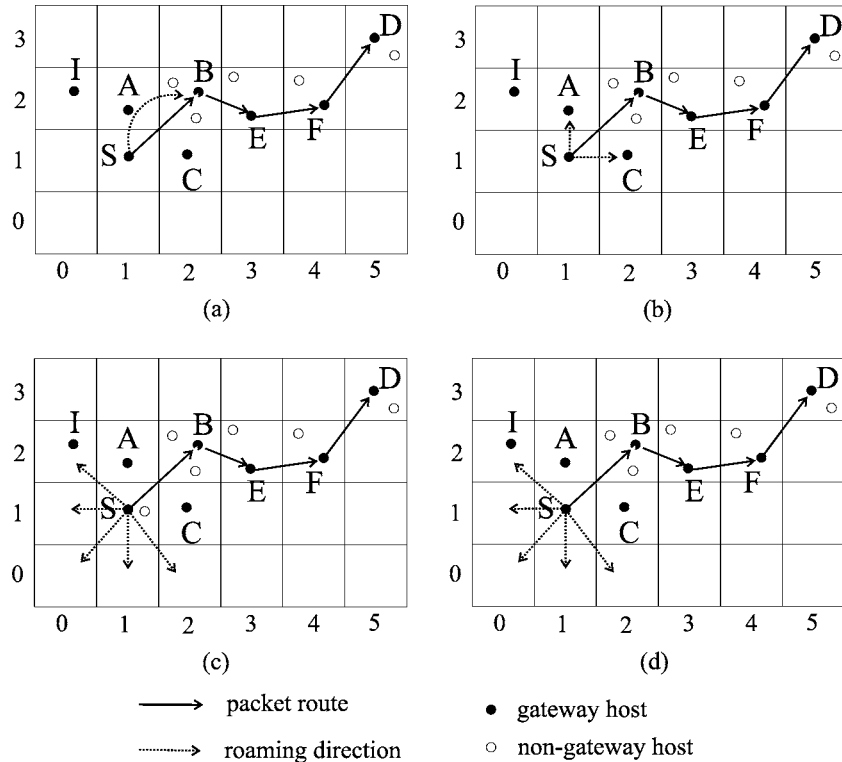 3 D
I B
A
2
E F
S
1 C
0
0 1 2 3 4 5
(a)
3 D
I B
A
2
E F
S
1 C
0
0 1 2 3 4 5
(b)
3 D
I B
A
2
E F
S
1 C
0
0 1 2 3 4 5
(c)
3 D
I B
A
2
E F
S
1 C
0
0 1 2 3 4 5
(d)
packet route
gateway host
roaming direction
non-gateway host